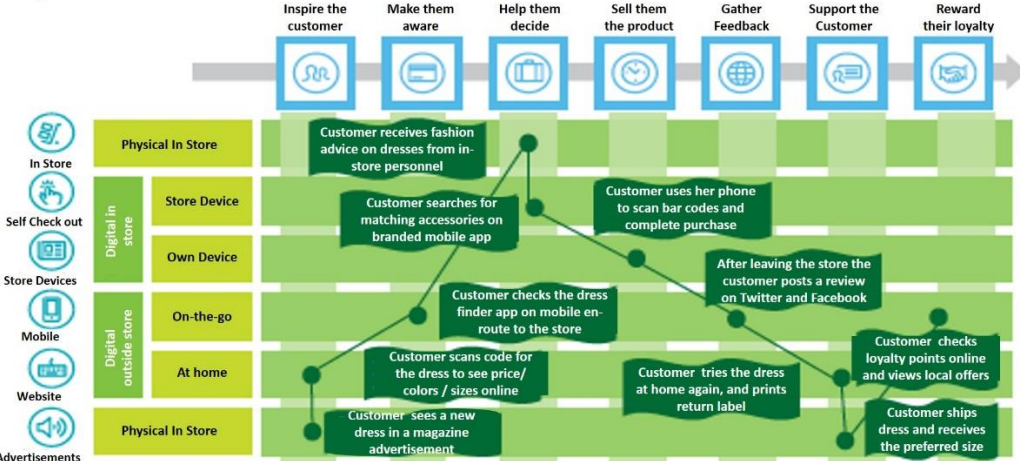 Inspire the
customer
Make them
aware
Help them
decide
Sell them
the product
Gather
Feedback
Support the
Customer
Reward
their loyalty
In Store
Self Check out
Store Devices
Mobile
Website
Advertisements
Digital in
store
Digital
outside store
Physical In Store
Store Device
Own Device
On-the-go
At home
Physical In Store
Customer receives fashion
advice on dresses from in-
store personnel
Customer searches for
matching accessories on
branded mobile app
Customer uses her phone
to scan bar codes and
complete purchase
After leaving the store the
customer posts a review
on Twitter and Facebook
Customer checks the dress
finder app on mobile en-
route to the store
Customer scans code for
the dress to see price/
colors / sizes online
Customer tries the dress
at home again, and prints
return label
Customer checks
loyalty points online
and views local offers
Customer sees a new
dress in a magazine
advertisement
Customer ships
dress and receives
the preferred size